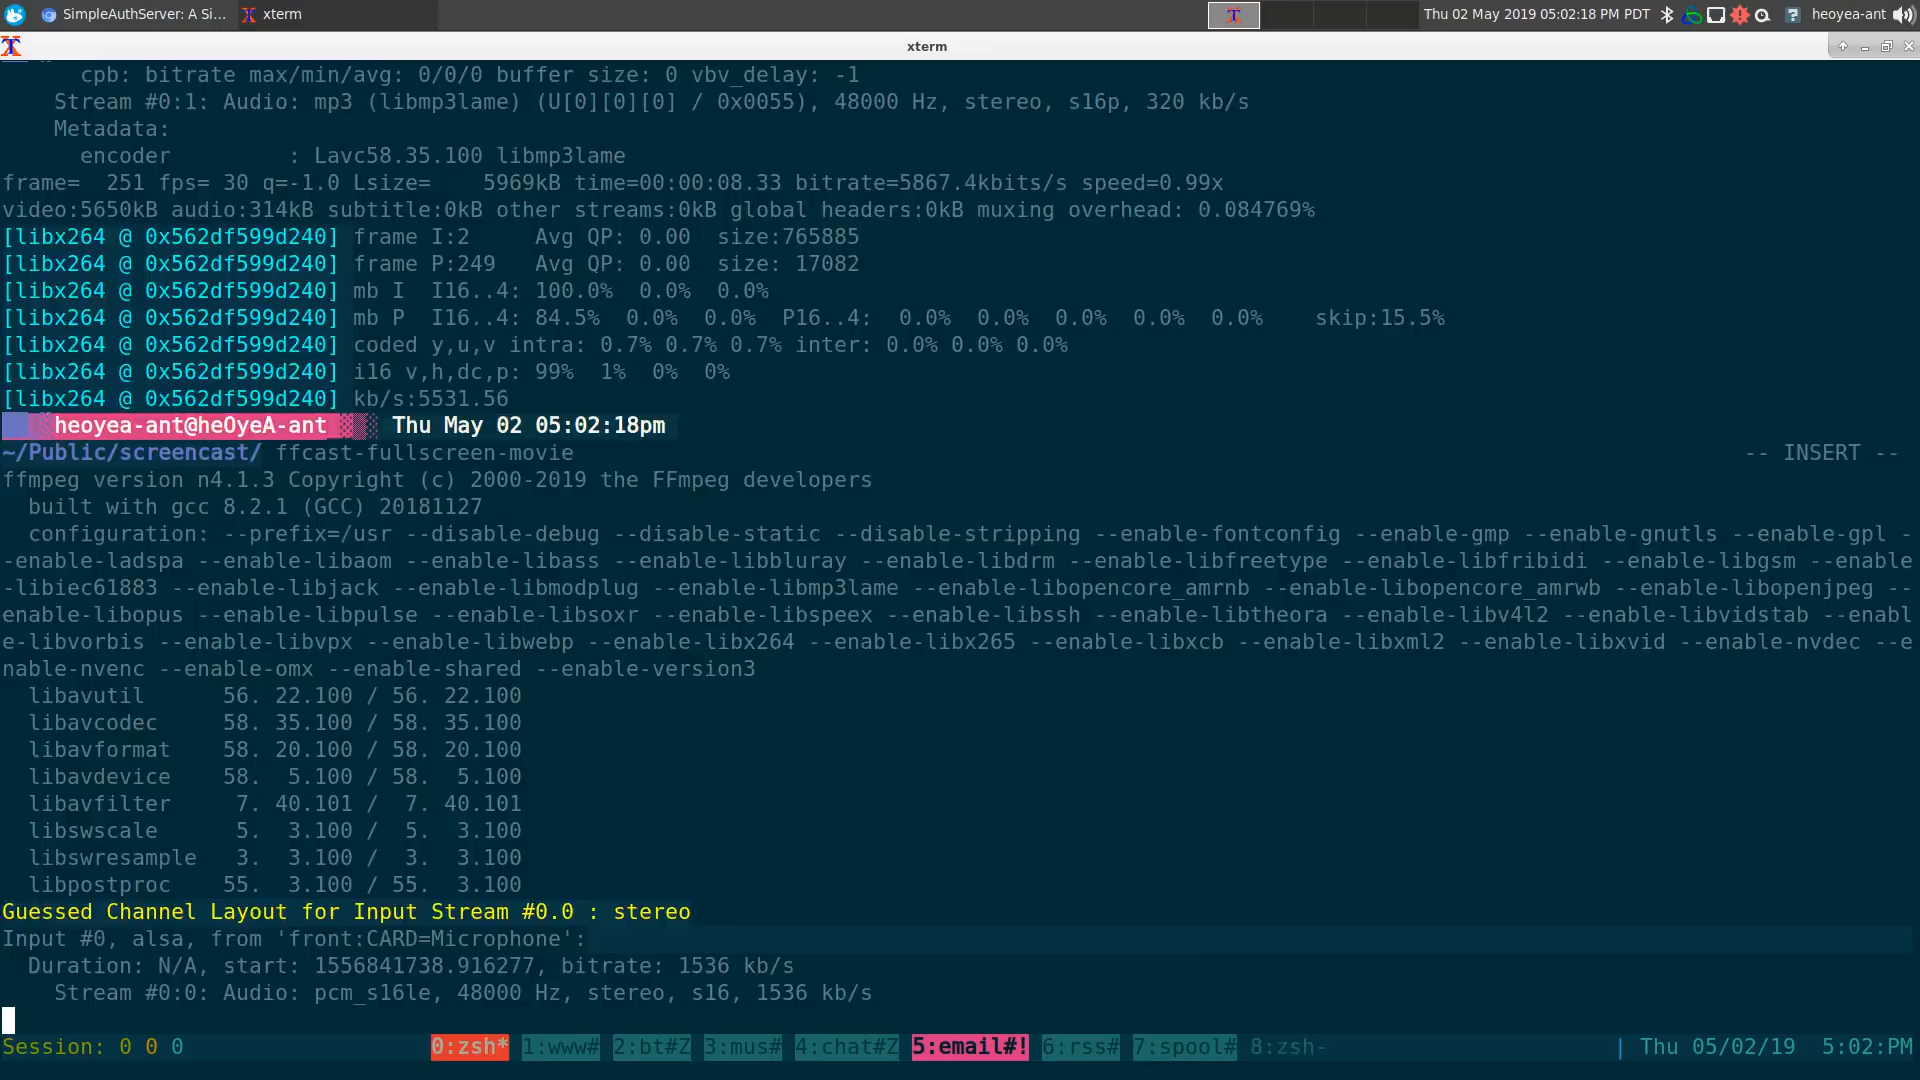 SimpleAuthServer: A Si... xterm Thu 02 May 2019 05:02:18 PM PDT heoyea-ant
xterm
cpb: bitrate max/min/avg: 0/0/0 buffer size: 0 vbv_delay: -1
Stream #0:1: Audio: mp3 (libmp3lame) (U[0][0][0] / 0x0055), 48000 Hz, stereo, s16p, 320 kb/s
Metadata:
encoder : Lavc58.35.100 libmp3lame
frame= 251 fps= 30 q=-1.0 Lsize= 5969kB time=00:00:08.33 bitrate=5867.4kbits/s speed=0.99x
video:5650kB audio:314kB subtitle:0kB other streams:0kB global headers:0kB muxing overhead: 0.084769%
[libx264 @ 0x562df599d240] frame I:2 Avg QP: 0.00 size:765885
[libx264 @ 0x562df599d240] frame P:249 Avg QP: 0.00 size: 17082
[libx264 @ 0x562df599d240] mb I I16..4: 100.0% 0.0% 0.0%
[libx264 @ 0x562df599d240] mb P I16..4: 84.5% 0.0% 0.0% P16..4: 0.0% 0.0% 0.0% 0.0% 0.0% skip:15.5%
[libx264 @ 0x562df599d240] coded y,u,v intra: 0.7% 0.7% 0.7% inter: 0.0% 0.0% 0.0%
[libx264 @ 0x562df599d240] i16 v,h,dc,p: 99% 1% 0% 0%
[libx264 @ 0x562df599d240] kb/s:5531.56
heoyea-ant@heOyeA-ant Thu May 02 05:02:18pm
~/Public/screencast/ ffcast-fullscreen-movie -- INSERT --
ffmpeg version n4.1.3 Copyright (c) 2000-2019 the FFmpeg developers
built with gcc 8.2.1 (GCC) 20181127
configuration: --prefix=/usr --disable-debug --disable-static --disable-stripping --enable-fontconfig --enable-gmp --enable-gnutls --enable-gpl -
-enable-ladspa --enable-libaom --enable-libass --enable-libbluray --enable-libdrm --enable-libfreetype --enable-libfribidi --enable-libgsm --enable
-libiec61883 --enable-libjack --enable-libmodplug --enable-libmp3lame --enable-libopencore_amrnb --enable-libopencore_amrwb --enable-libopenjpeg --
enable-libopus --enable-libpulse --enable-libsoxr --enable-libspeex --enable-libssh --enable-libtheora --enable-libv4l2 --enable-libvidstab --enabl
e-libvorbis --enable-libvpx --enable-libwebp --enable-libx264 --enable-libx265 --enable-libxcb --enable-libxml2 --enable-libxvid --enable-nvdec --e
nable-nvenc --enable-omx --enable-shared --enable-version3
libavutil 56. 22.100 / 56. 22.100
libavcodec 58. 35.100 / 58. 35.100
libavformat 58. 20.100 / 58. 20.100
libavdevice 58. 5.100 / 58. 5.100
libavfilter 7. 40.101 / 7. 40.101
libswscale 5. 3.100 / 5. 3.100
libswresample 3. 3.100 / 3. 3.100
libpostproc 55. 3.100 / 55. 3.100
Guessed Channel Layout for Input Stream #0.0 : stereo
Input #0, alsa, from 'front:CARD=Microphone':
Duration: N/A, start: 1556841738.916277, bitrate: 1536 kb/s
Stream #0:0: Audio: pcm_s16le, 48000 Hz, stereo, s16, 1536 kb/s
Session: 0 0 0 0:zsh* 1:www# 2:bt#Z 3:mus# 4:chat#Z 5:email#! 6:rss# 7:spool# 8:zsh- | Thu 05/02/19 5:02:PM